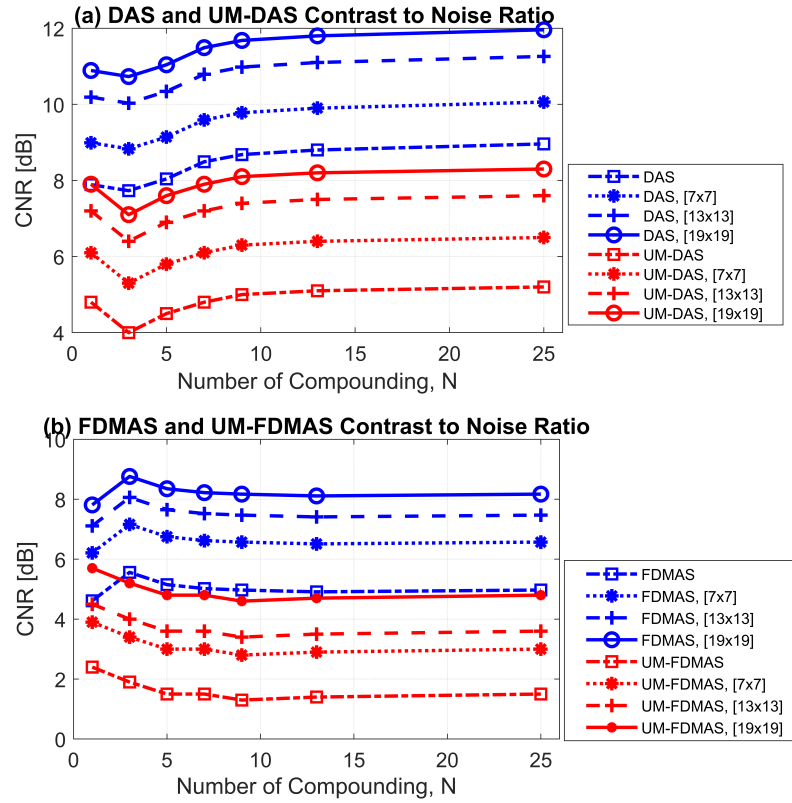 (a) DAS and UM-DAS Contrast to Noise Ratio
12
10
8
6
4
CNR [dB]
0 5 10 15 20 25
Number of Compounding, N
DAS
DAS, [7x7]
DAS, [13x13]
DAS, [19x19]
UM-DAS
UM-DAS, [7x7]
UM-DAS, [13x13]
UM-DAS, [19x19]
(b) FDMAS and UM-FDMAS Contrast to Noise Ratio
10
8
6
4
2
0
CNR [dB]
0 5 10 15 20 25
Number of Compounding, N
FDMAS
FDMAS, [7x7]
FDMAS, [13x13]
FDMAS, [19x19]
UM-FDMAS
UM-FDMAS, [7x7]
UM-FDMAS, [13x13]
UM-FDMAS, [19x19]